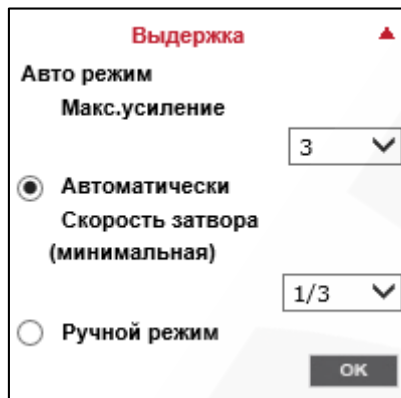 Выдержка
Авто режим
Макс.усиление
3
Автоматически
Скорость затвора
(минимальная)
1/3
Ручной режим
OK